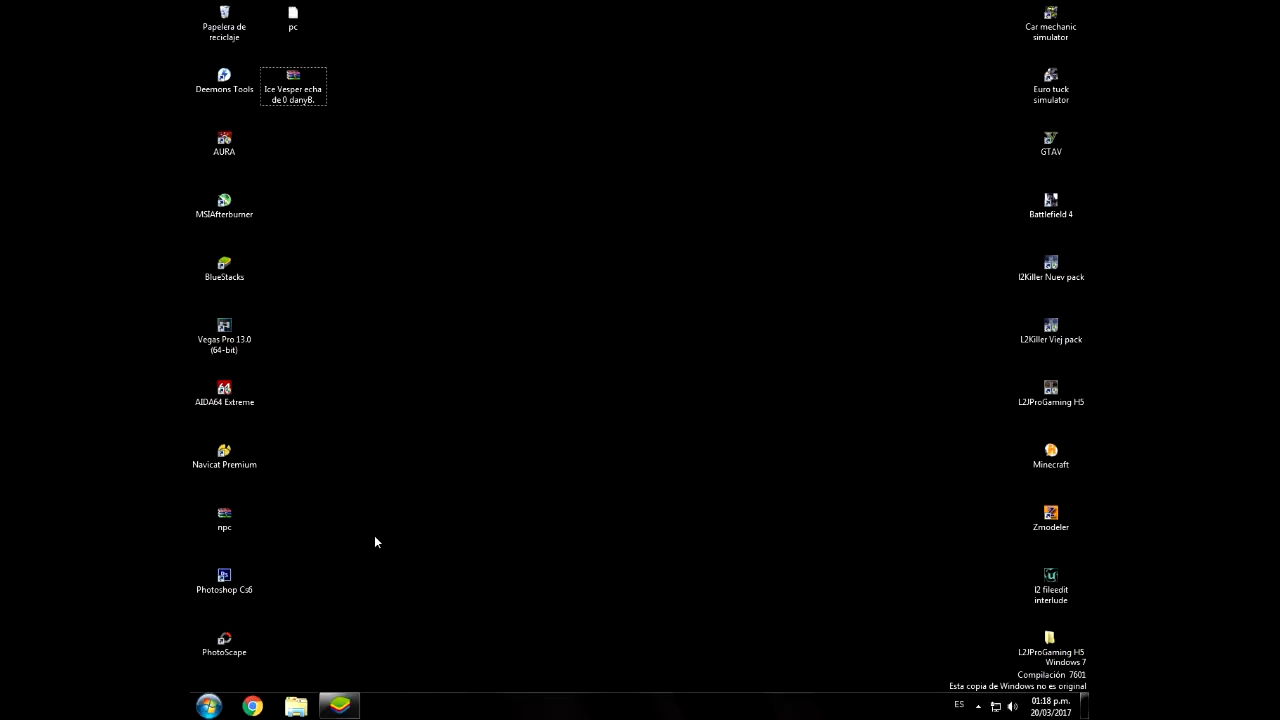 Papelera de
reciclaje
pc
Deemons Tools
Ice Vesper echa
de 0 danyB.
AURA
MSIAfterburner
BlueStacks
Vegas Pro 13.0
(64-bit)
64
AIDA64 Extreme
Navicat Premium
npc
Ps
Photoshop Cs6
PhotoScape
Car mechanic
simulator
Euro tuck
simulator
GTAV
Battlefield 4
l2Killer Nuev pack
L2Killer Viej pack
L2JProGaming H5
Minecraft
Zmodeler
l2 fileedit
interlude
L2JProGaming H5
Windows 7
Compilación 7601
Esta copia de Windows no es original
ES
01:18 p.m.
20/03/2017